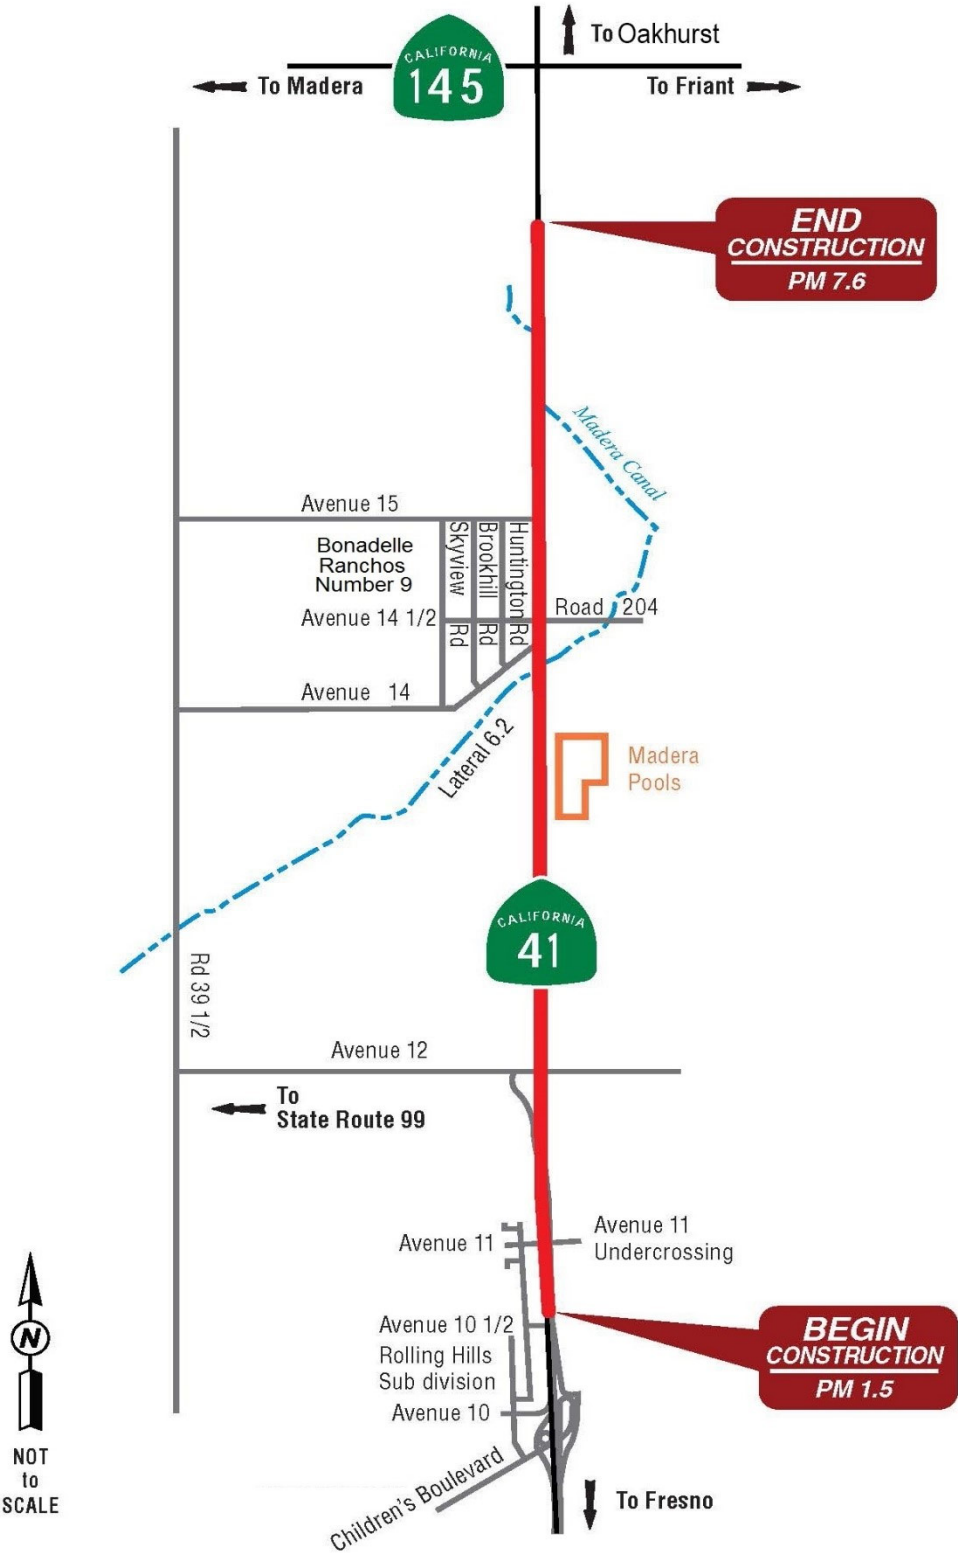 To Oakhurst
CALIFORNIA
145
To Madera
To Friant
END
CONSTRUCTION
PM 7.6
Madera Canal
Avenue 15
Bonadelle
Ranchos
Number 9
Skyview Rd
Brookhill Rd
Huntington Rd
Avenue 14 1/2
Road 204
Avenue 14
Lateral 6.2
Madera
Pools
CALIFORNIA
41
Rd 39 1/2
Avenue 12
To
State Route 99
Avenue 11
Avenue 11
Undercrossing
Avenue 10 1/2
Rolling Hills
Sub division
Avenue 10
BEGIN
CONSTRUCTION
PM 1.5
N
NOT
to
SCALE
Children's Boulevard
To Fresno